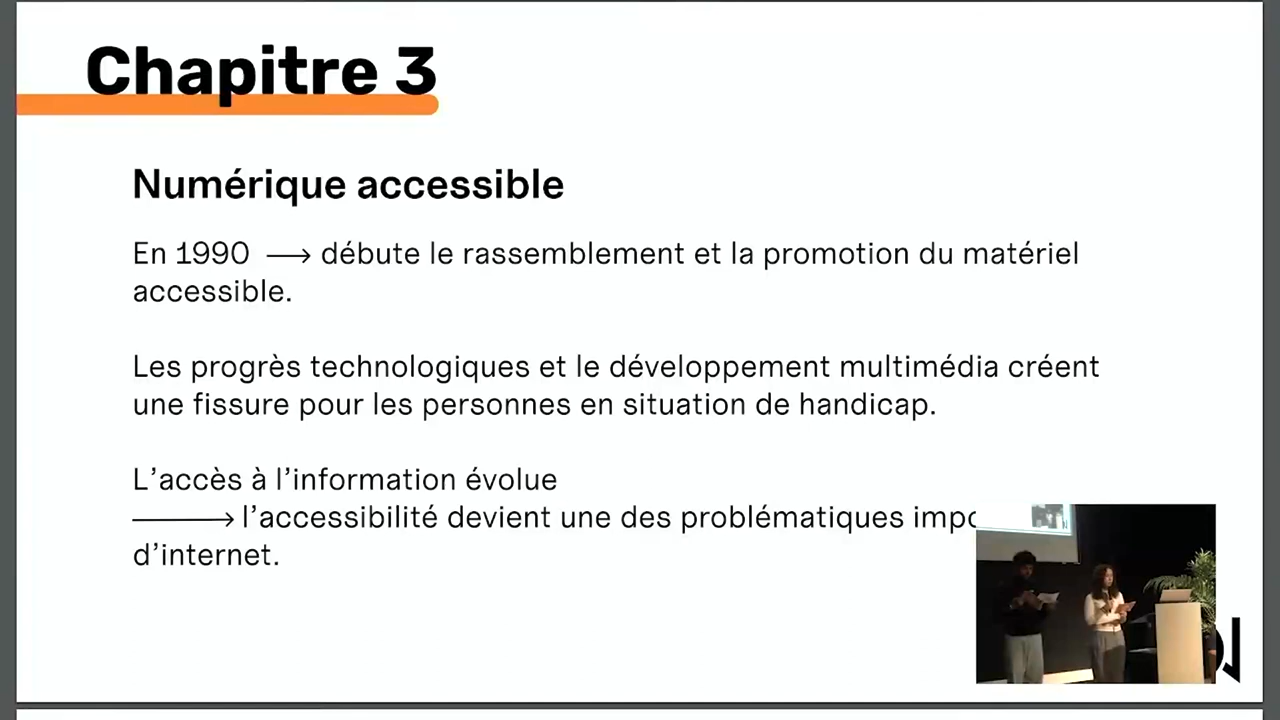 Chapitre 3
Numérique accessible
En 1990 ⟶ débute le rassemblement et la promotion du matériel
accessible.
Les progrès technologiques et le développement multimédia créent
une fissure pour les personnes en situation de handicap.
L’accès à l’information évolue
⟶ l’accessibilité devient une des problématiques
d’internet.